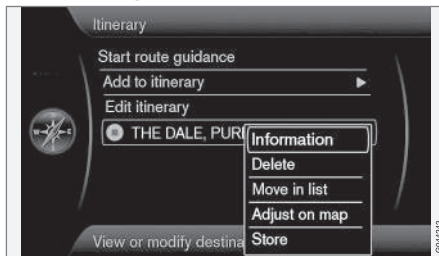 Itinerary
Start route guidance
Add to itinerary
Edit itinerary
THE DALE, PURL
Information
Delete
Move in list
Adjust on map
Store
View or modify destina